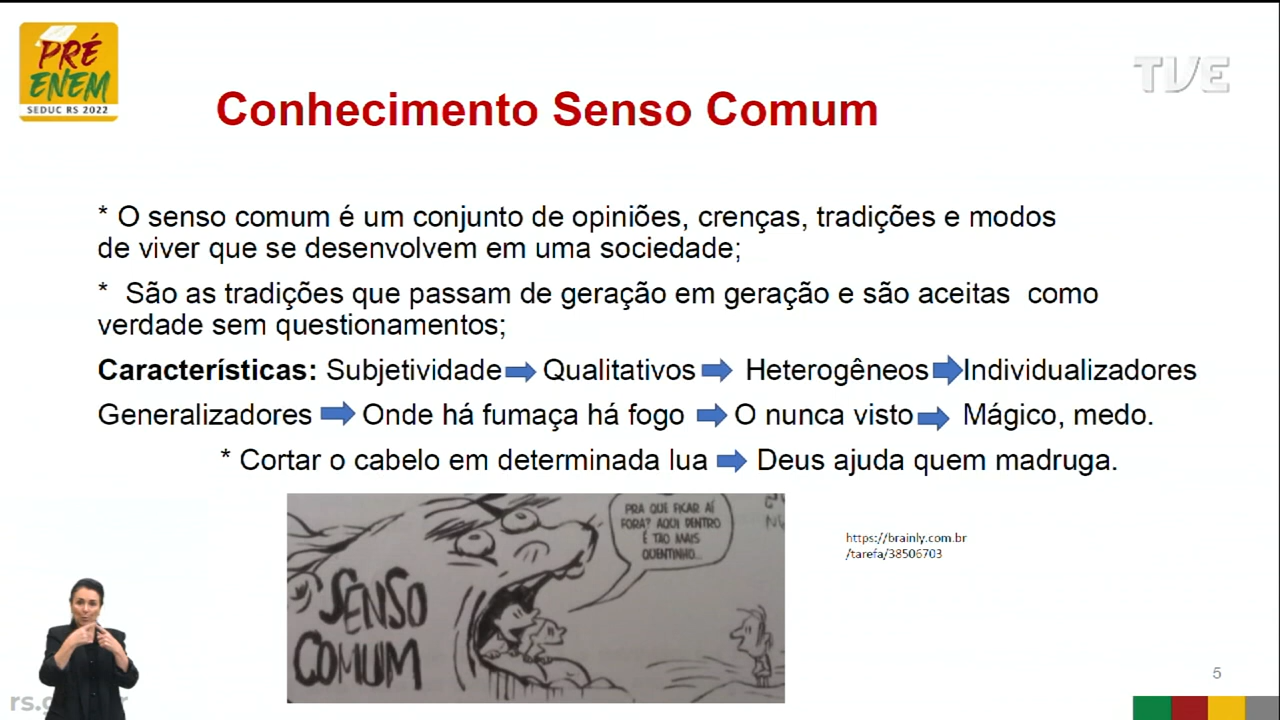 PRÉ
ENEM
SEDUC RS 2022
TVE
Conhecimento Senso Comum
* O senso comum é um conjunto de opiniões, crenças, tradições e modos
de viver que se desenvolvem em uma sociedade;
* São as tradições que passam de geração em geração e são aceitas como
verdade sem questionamentos;
Características: Subjetividade Qualitativos Heterogêneos Individualizadores
Generalizadores Onde há fumaça há fogo O nunca visto Mágico, medo.
* Cortar o cabelo em determinada lua Deus ajuda quem madruga.
PRA QUE FICAR AÍ
FORA? AQUI DENTRO
É TÃO MAIS
QUENTINHO...
SENSO
COMUM
https://brainly.com.br
/tarefa/38506703
5